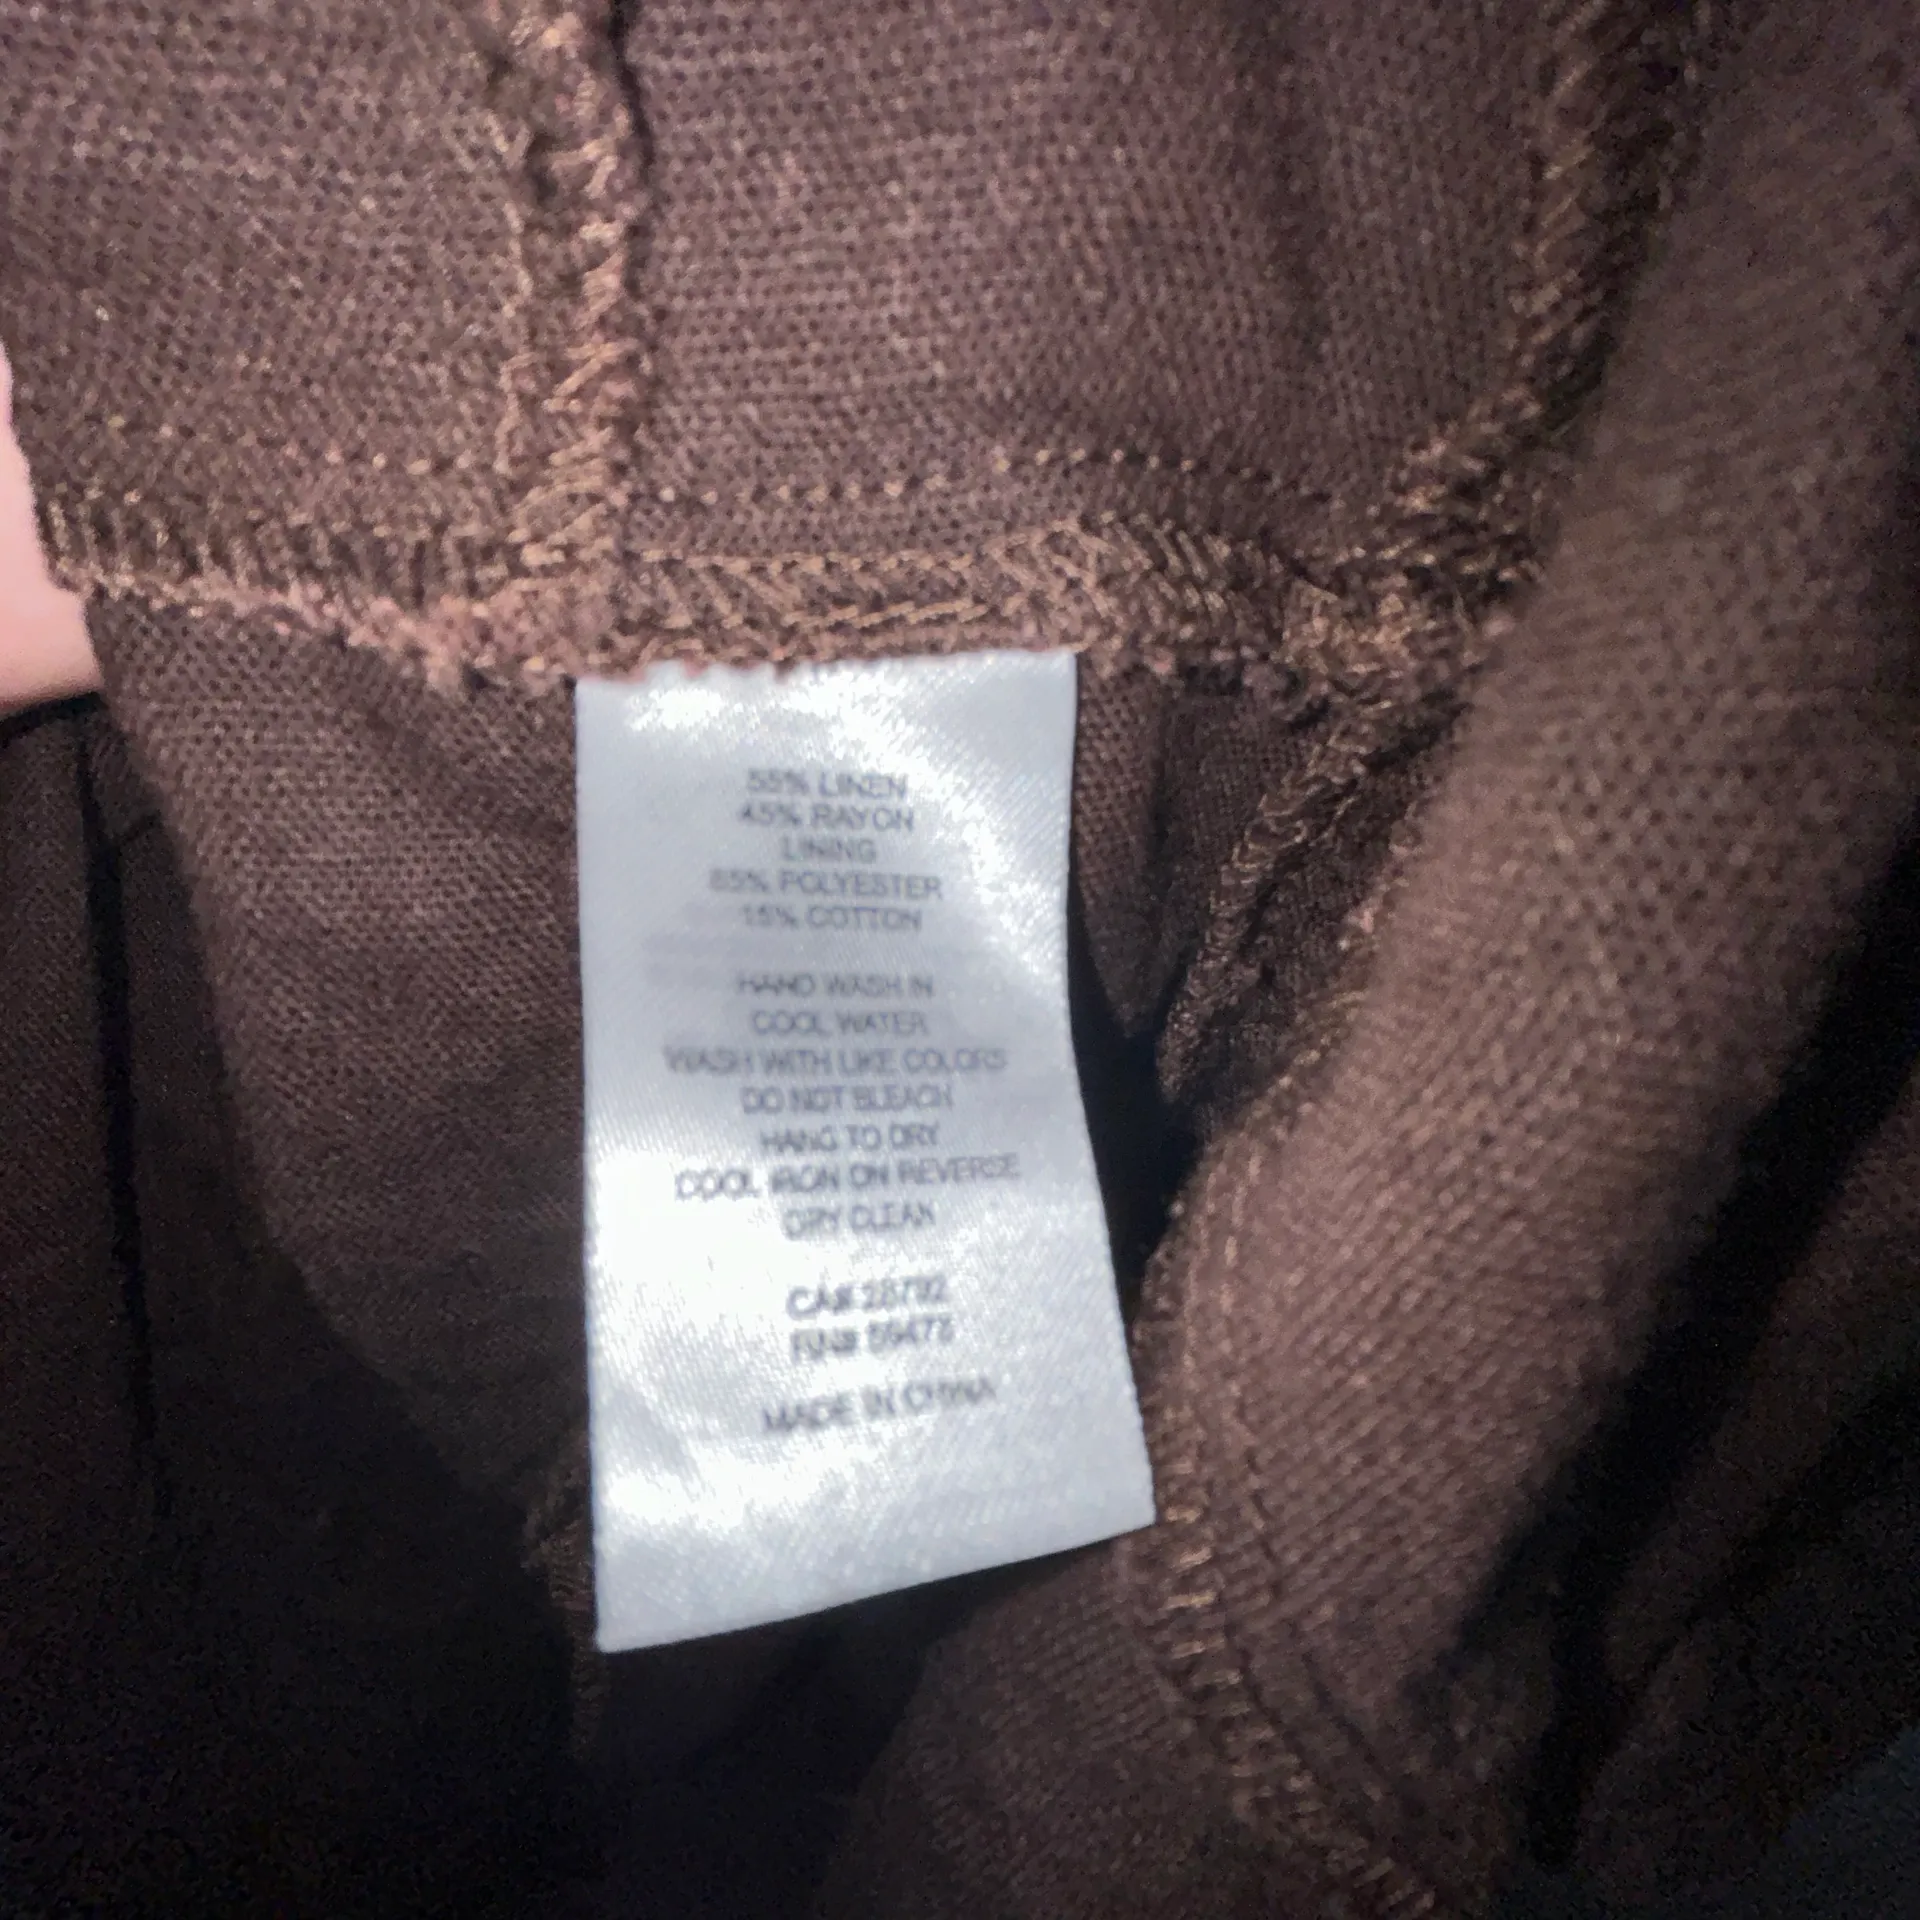 55% LINEN
45% RAYON
LINING
85% POLYESTER
15% COTTON
HAND WASH IN
COOL WATER
WASH WITH LIKE COLORS
DO NOT BLEACH
HANG TO DRY
COOL IRON ON REVERSE
DRY CLEAN
CA# 28792
RN#
MADE IN CHINA